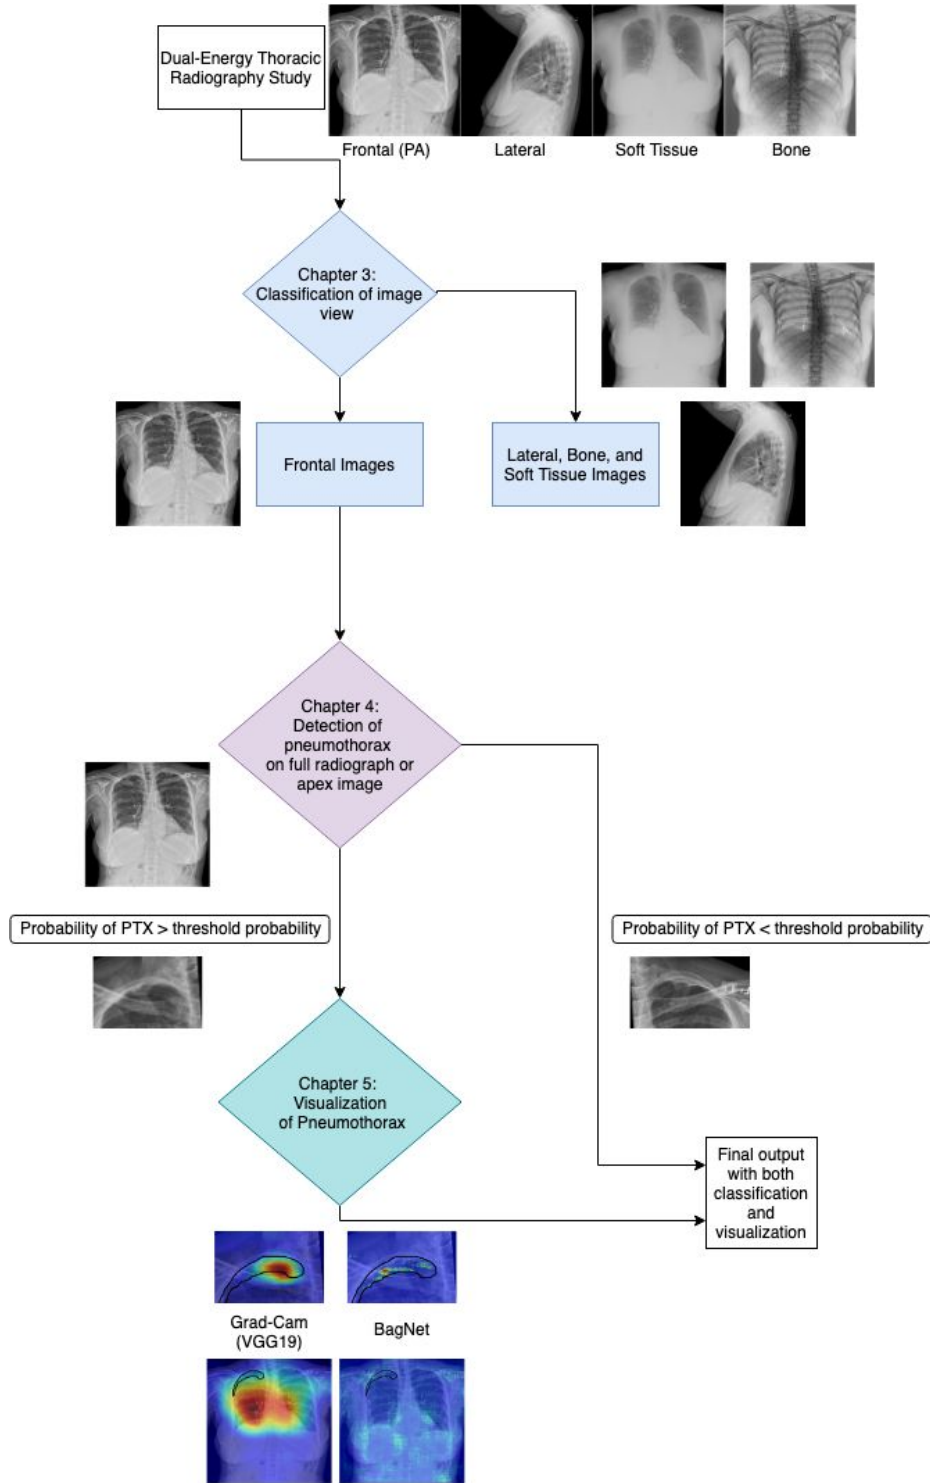 Dual-Energy Thoracic
Radiography Study
Frontal (PA)
Lateral
Soft Tissue
Bone
Chapter 3:
Classification of image
view
Frontal Images
Lateral, Bone, and
Soft Tissue Images
Chapter 4:
Detection of
pneumothorax
on full radiograph or
apex image
Probability of PTX > threshold probability
Probability of PTX < threshold probability
Chapter 5:
Visualization
of Pneumothorax
Final output
with both
classification
and
visualization
Grad-Cam
(VGG19)
BagNet